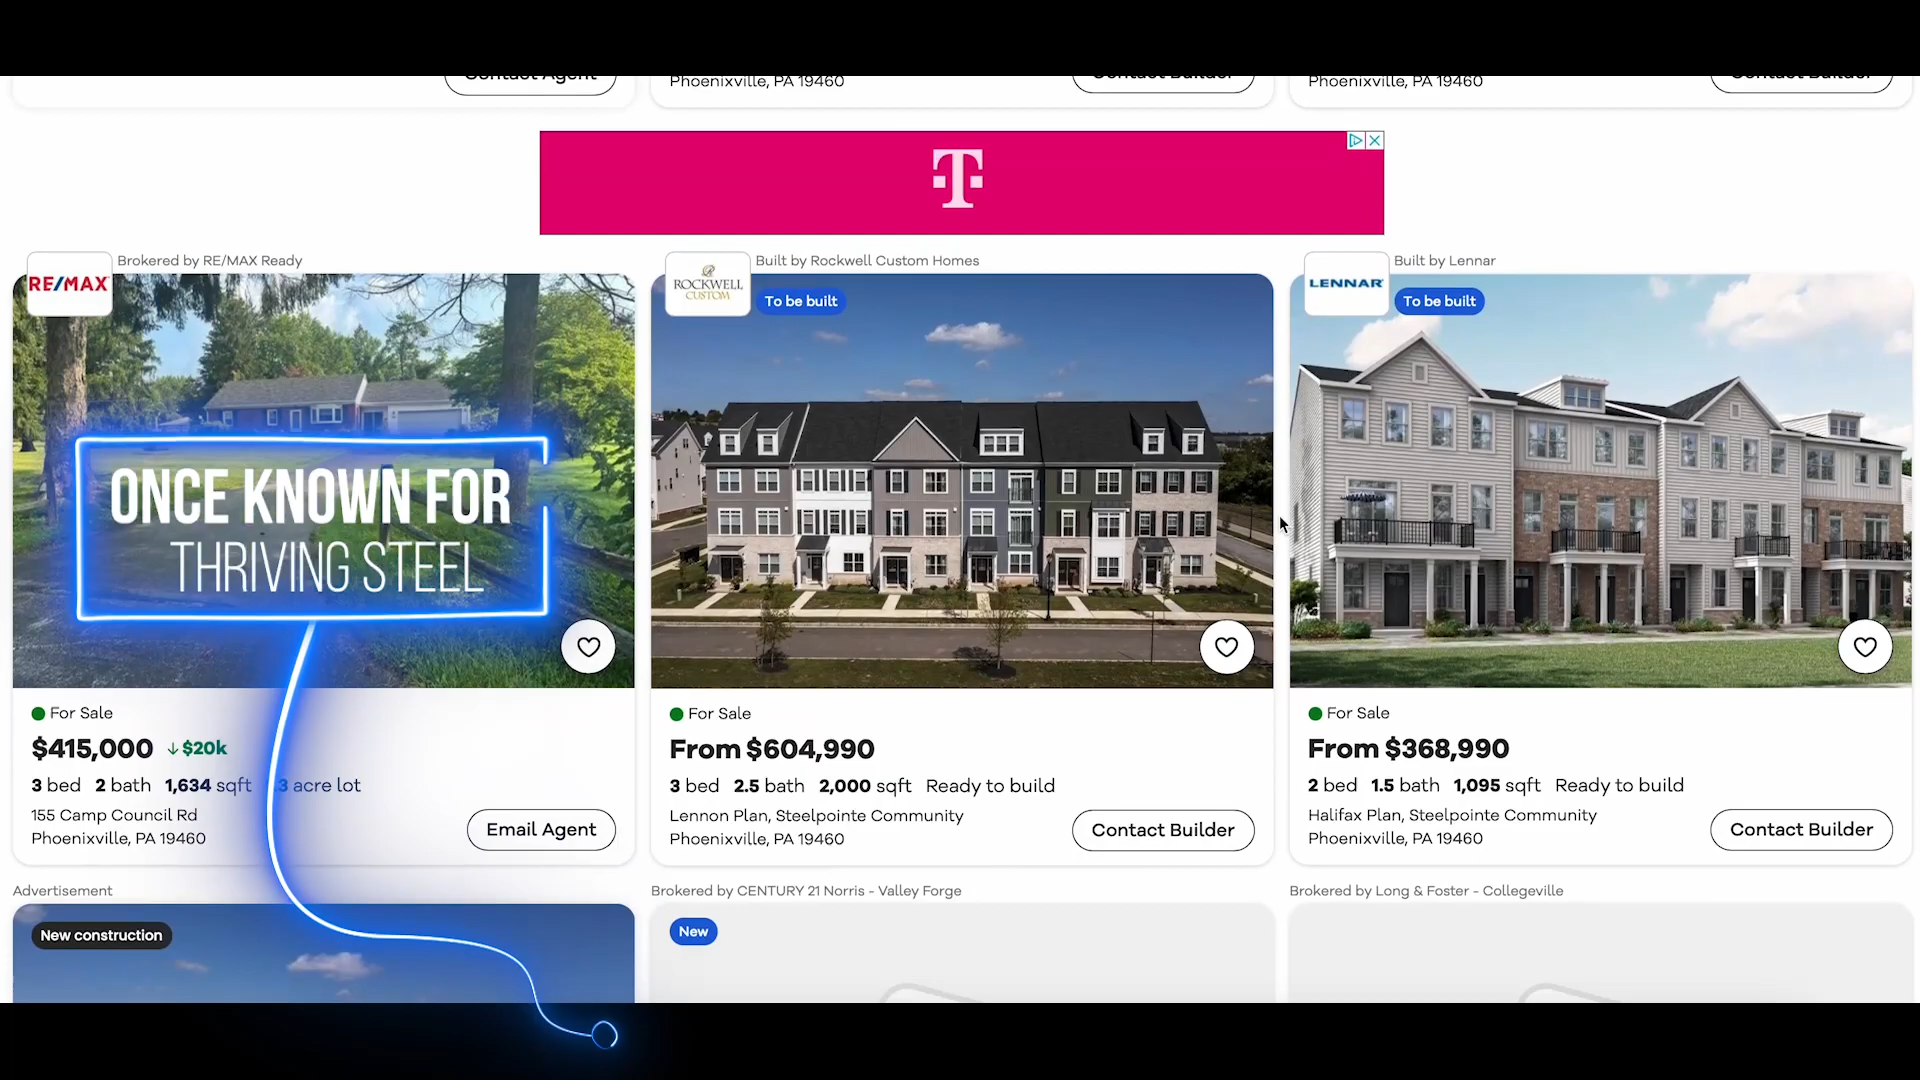 Contact Agent
Phoenixville, PA 19460
Contact Builder
Phoenixville, PA 19460
Contact Builder
T
Brokered by RE/MAX Ready
RE/MAX
ONCE KNOWN FOR
THRIVING STEEL
For Sale
$415,000 ↓$20k
3 bed 2 bath 1,634 sqft 3 acre lot
155 Camp Council Rd
Phoenixville, PA 19460
Email Agent
Built by Rockwell Custom Homes
R
ROCKWELL
CUSTOM
To be built
For Sale
From $604,990
3 bed 2.5 bath 2,000 sqft Ready to build
Lennon Plan, Steelpointe Community
Phoenixville, PA 19460
Contact Builder
Built by Lennar
LENNAR
To be built
For Sale
From $368,990
2 bed 1.5 bath 1,095 sqft Ready to build
Halifax Plan, Steelpointe Community
Phoenixville, PA 19460
Contact Builder
Advertisement
New construction
Brokered by CENTURY 21 Norris - Valley Forge
New
Brokered by Long & Foster - Collegeville